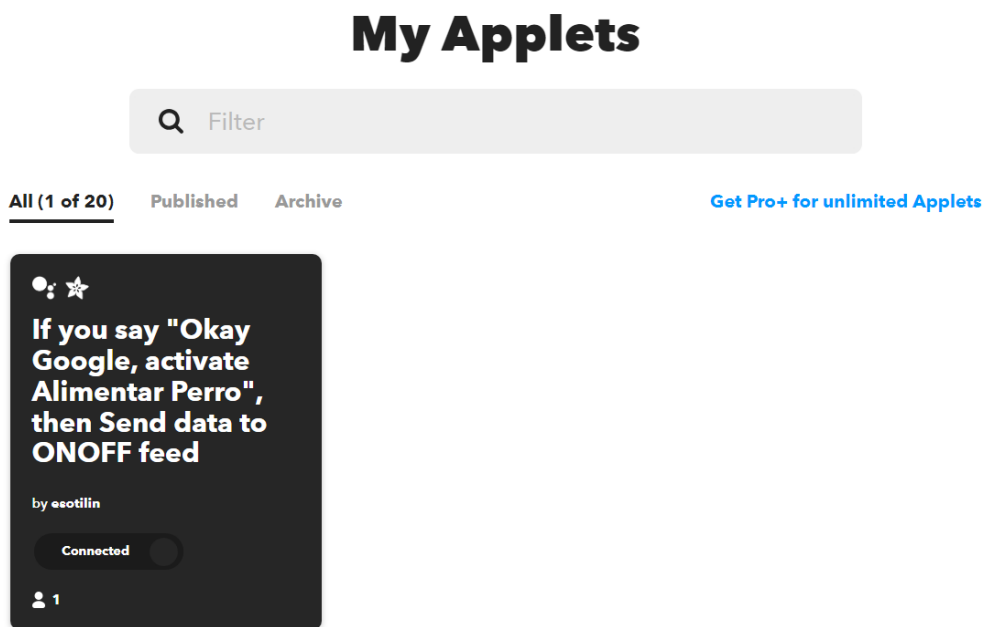 My Applets
Filter
All (1 of 20)
Published
Archive
Get Pro+ for unlimited Applets
If you say "Okay
Google, activate
Alimentar Perro",
then Send data to
ONOFF feed
by esotilin
Connected
1